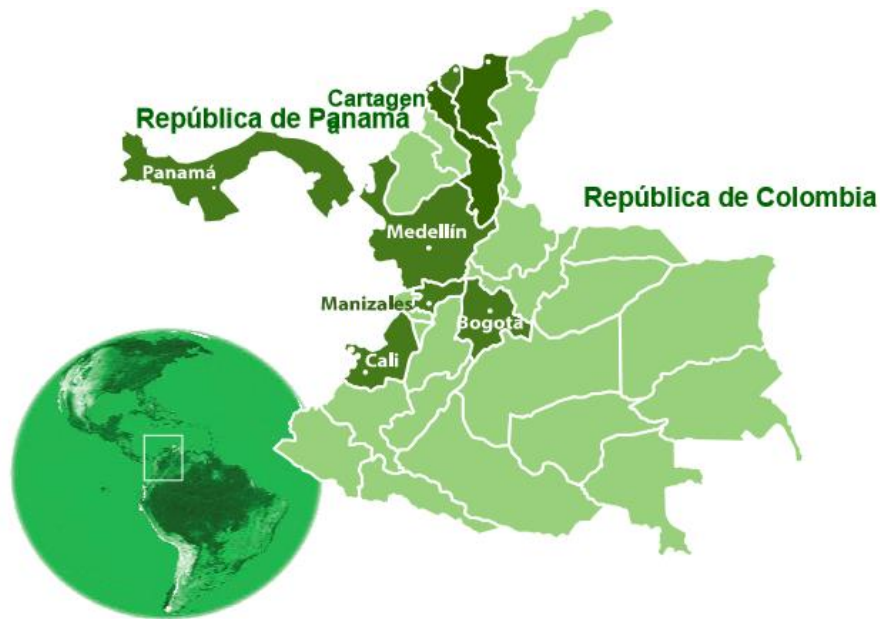 Cartagen
a
República de Panamá
Panamá
República de Colombia
Medellín
Manizales
Bogotá
Cali